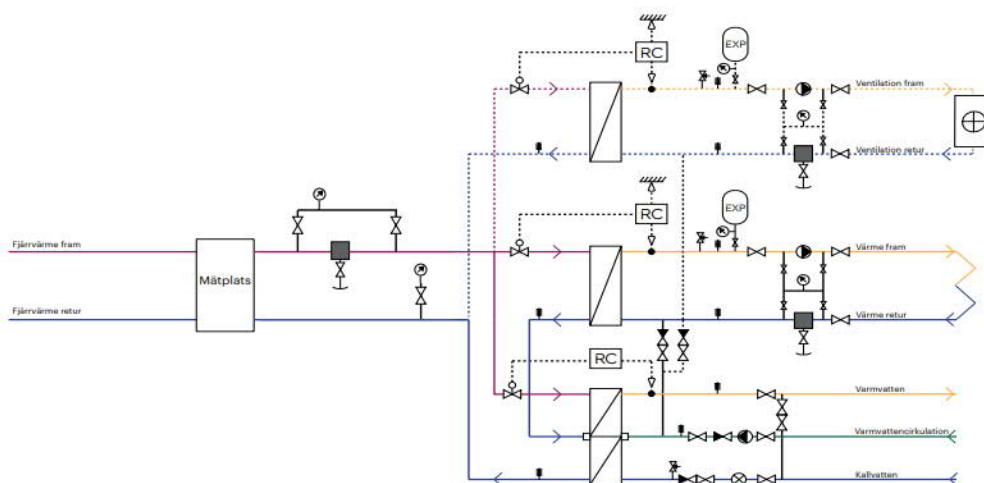 EXP
RC
Ventilation fram
Ventilation retur
RC
EXP
Fjärrvärme fram
Värme fram
Mätplats
Fjärrvärme retur
Värme retur
RC
Varmvatten
Varmvattencirkulation
Kallvatten